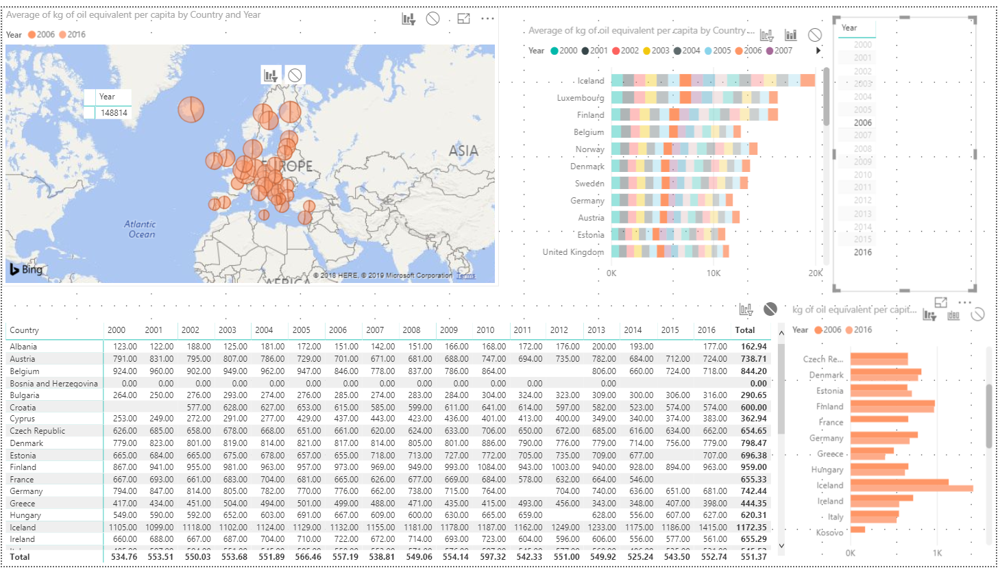 Average of kg of oil equivalent per capita by Country and Year
Year 2006 2016
Year
148814
EUROPE
ASIA
Atlantic
Ocean
AFRICA
Bing
© 2018 HERE, © 2019 Microsoft Corporation Terms
Average of kg of oil equivalent per capita by Country ...
Year 2000 2001 2002 2003 2004 2005 2006 2007
Iceland
Luxembourg
Finland
Belgium
Norway
Denmark
Sweden
Germany
Austria
Estonia
United Kingdom
0K 10K 20K
Year
2000
2001
2002
2003
2004
2005
2006
2007
2008
2009
2010
2011
2012
2013
2014
2015
2016
Country 2000 2001 2002 2003 2004 2005 2006 2007 2008 2009 2010 2011 2012 2013 2014 2015 2016 Total
Albania 123.00 122.00 188.00 125.00 181.00 172.00 151.00 142.00 151.00 166.00 168.00 172.00 176.00 200.00 193.00 177.00 162.94
Austria 791.00 831.00 795.00 807.00 786.00 729.00 701.00 671.00 681.00 688.00 747.00 694.00 735.00 782.00 684.00 712.00 724.00 738.71
Belgium 924.00 960.00 902.00 949.00 962.00 947.00 846.00 778.00 837.00 786.00 864.00 806.00 660.00 724.00 718.00 844.20
Bosnia and Herzegovina 0.00 0.00 0.00 0.00 0.00 0.00 0.00 0.00 0.00 0.00 0.00 0.00 0.00 0.00
Bulgaria 264.00 250.00 276.00 293.00 274.00 276.00 285.00 274.00 283.00 284.00 304.00 324.00 323.00 309.00 300.00 306.00 316.00 290.65
Croatia 577.00 628.00 627.00 653.00 615.00 585.00 599.00 611.00 641.00 614.00 597.00 582.00 523.00 574.00 574.00 600.00
Cyprus 253.00 249.00 272.00 291.00 277.00 429.00 437.00 443.00 423.00 436.00 401.00 413.00 400.00 349.00 340.00 374.00 383.00 362.94
Czech Republic 626.00 685.00 658.00 678.00 668.00 651.00 661.00 620.00 624.00 633.00 706.00 650.00 672.00 685.00 616.00 634.00 662.00 654.65
Denmark 779.00 823.00 801.00 819.00 814.00 821.00 817.00 814.00 805.00 801.00 886.00 790.00 776.00 779.00 714.00 756.00 779.00 798.47
Estonia 665.00 684.00 665.00 675.00 678.00 657.00 655.00 718.00 713.00 727.00 772.00 705.00 735.00 709.00 677.00 707.00 696.38
Finland 867.00 941.00 955.00 981.00 963.00 957.00 973.00 969.00 949.00 993.00 1084.00 943.00 1003.00 940.00 928.00 894.00 963.00 959.00
France 667.00 693.00 661.00 683.00 704.00 681.00 665.00 626.00 677.00 669.00 684.00 578.00 632.00 664.00 546.00 655.33
Germany 794.00 847.00 814.00 805.00 782.00 770.00 776.00 662.00 738.00 715.00 764.00 704.00 740.00 636.00 651.00 681.00 742.44
Greece 417.00 434.00 451.00 504.00 494.00 501.00 499.00 488.00 471.00 435.00 415.00 493.00 456.00 343.00 348.00 407.00 398.00 444.35
Hungary 549.00 590.00 592.00 652.00 603.00 691.00 667.00 609.00 600.00 630.00 665.00 659.00 628.00 556.00 607.00 627.00 620.31
Iceland 1105.00 1099.00 1118.00 1102.00 1124.00 1129.00 1132.00 1155.00 1181.00 1178.00 1187.00 1162.00 1249.00 1233.00 1175.00 1186.00 1415.00 1172.35
Ireland 660.00 688.00 667.00 687.00 704.00 710.00 722.00 672.00 714.00 693.00 723.00 604.00 596.00 606.00 556.00 577.00 561.00 655.29
Total 534.76 553.51 550.03 553.68 551.89 566.46 557.19 538.81 549.06 554.14 597.32 542.33 551.00 549.92 525.24 543.50 552.74 551.37
kg of oil equivalent per capit...
Year 2006 2016
Czech Re...
Denmark
Estonia
Finland
France
Germany
Greece
Hungary
Iceland
Ireland
Italy
Kosovo
0K 1K